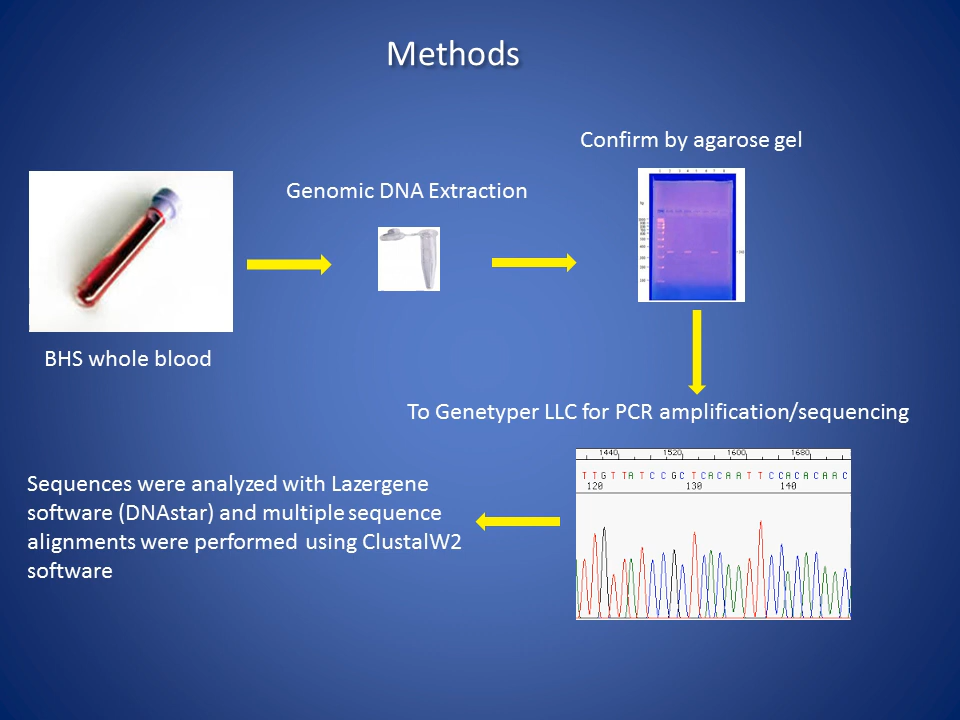 Methods
Confirm by agarose gel
Genomic DNA Extraction
BHS whole blood
To Genetyper LLC for PCR amplification/sequencing
1440 1520 1600 1680
T T G T T A T C C G C T C A C A A T T C C A C A C A A C
120 130 140
Sequences were analyzed with Lazergene
software (DNAstar) and multiple sequence
alignments were performed using ClustalW2
software